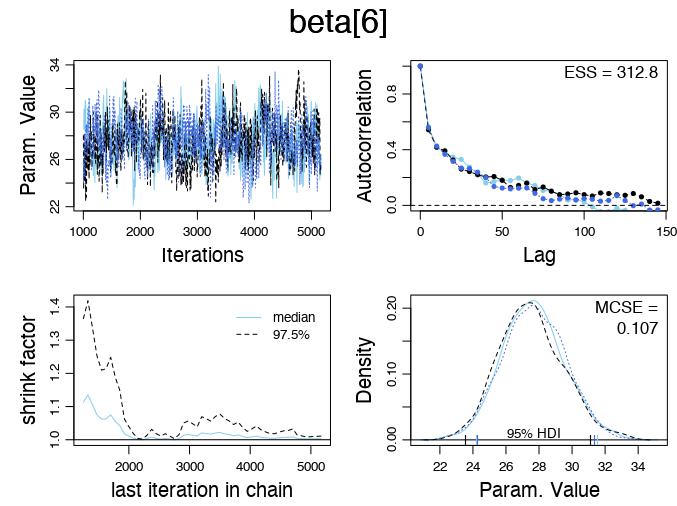 beta[6]
34
30
26
22
Param. Value
1000 2000 3000 4000 5000
Iterations
ESS = 312.8
0.8
0.4
0.0
Autocorrelation
0 50 100 150
Lag
1.4
1.3
1.2
1.1
1.0
shrink factor
median
97.5%
2000 3000 4000 5000
last iteration in chain
MCSE =
0.107
0.20
0.10
0.00
Density
95% HDI
22 24 26 28 30 32 34
Param. Value